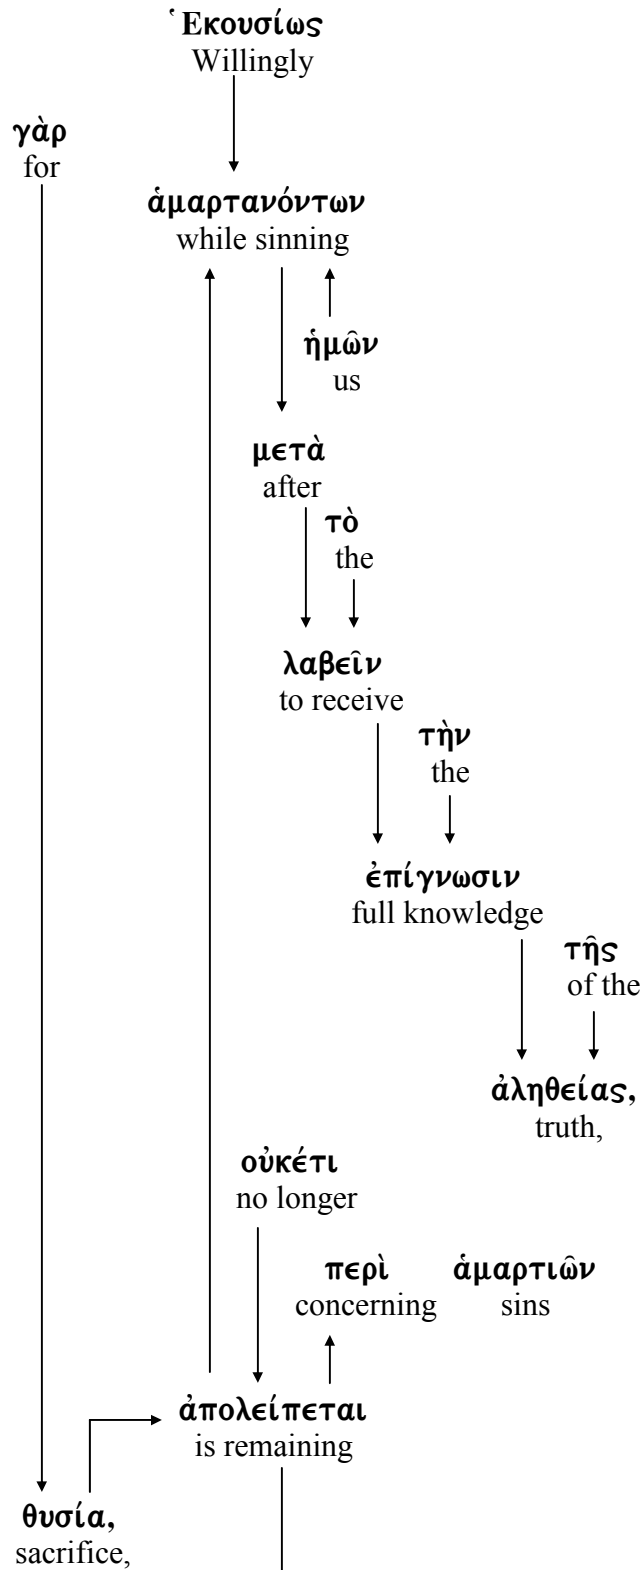 Ἑκουσίως
Willingly
γὰρ
for
ἁμαρτανόντων
while sinning
ἡμῶν
us
μετὰ
after
τὸ
the
λαβεῖν
to receive
τὴν
the
ἐπίγνωσιν
full knowledge
τῆς
of the
ἀληθείας,
truth,
οὐκέτι
no longer
περὶ ἁμαρτιῶν
concerning sins
ἀπολείπεται
is remaining
θυσία,
sacrifice,